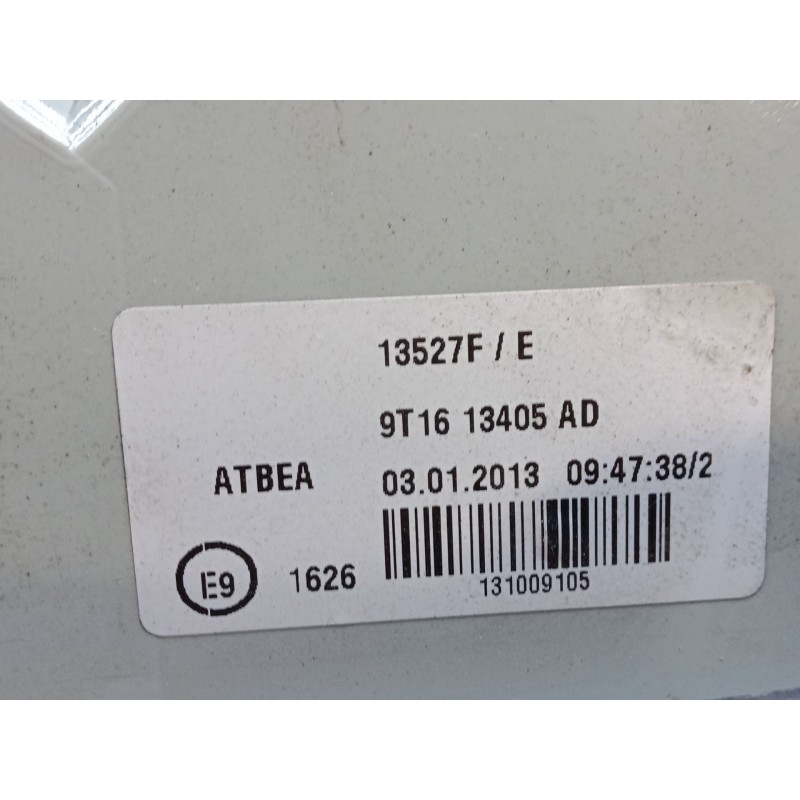 13527F / E
9T16 13405 AD
ATBEA 03.01.2013 09:47:38/2
E9 1626
131009105